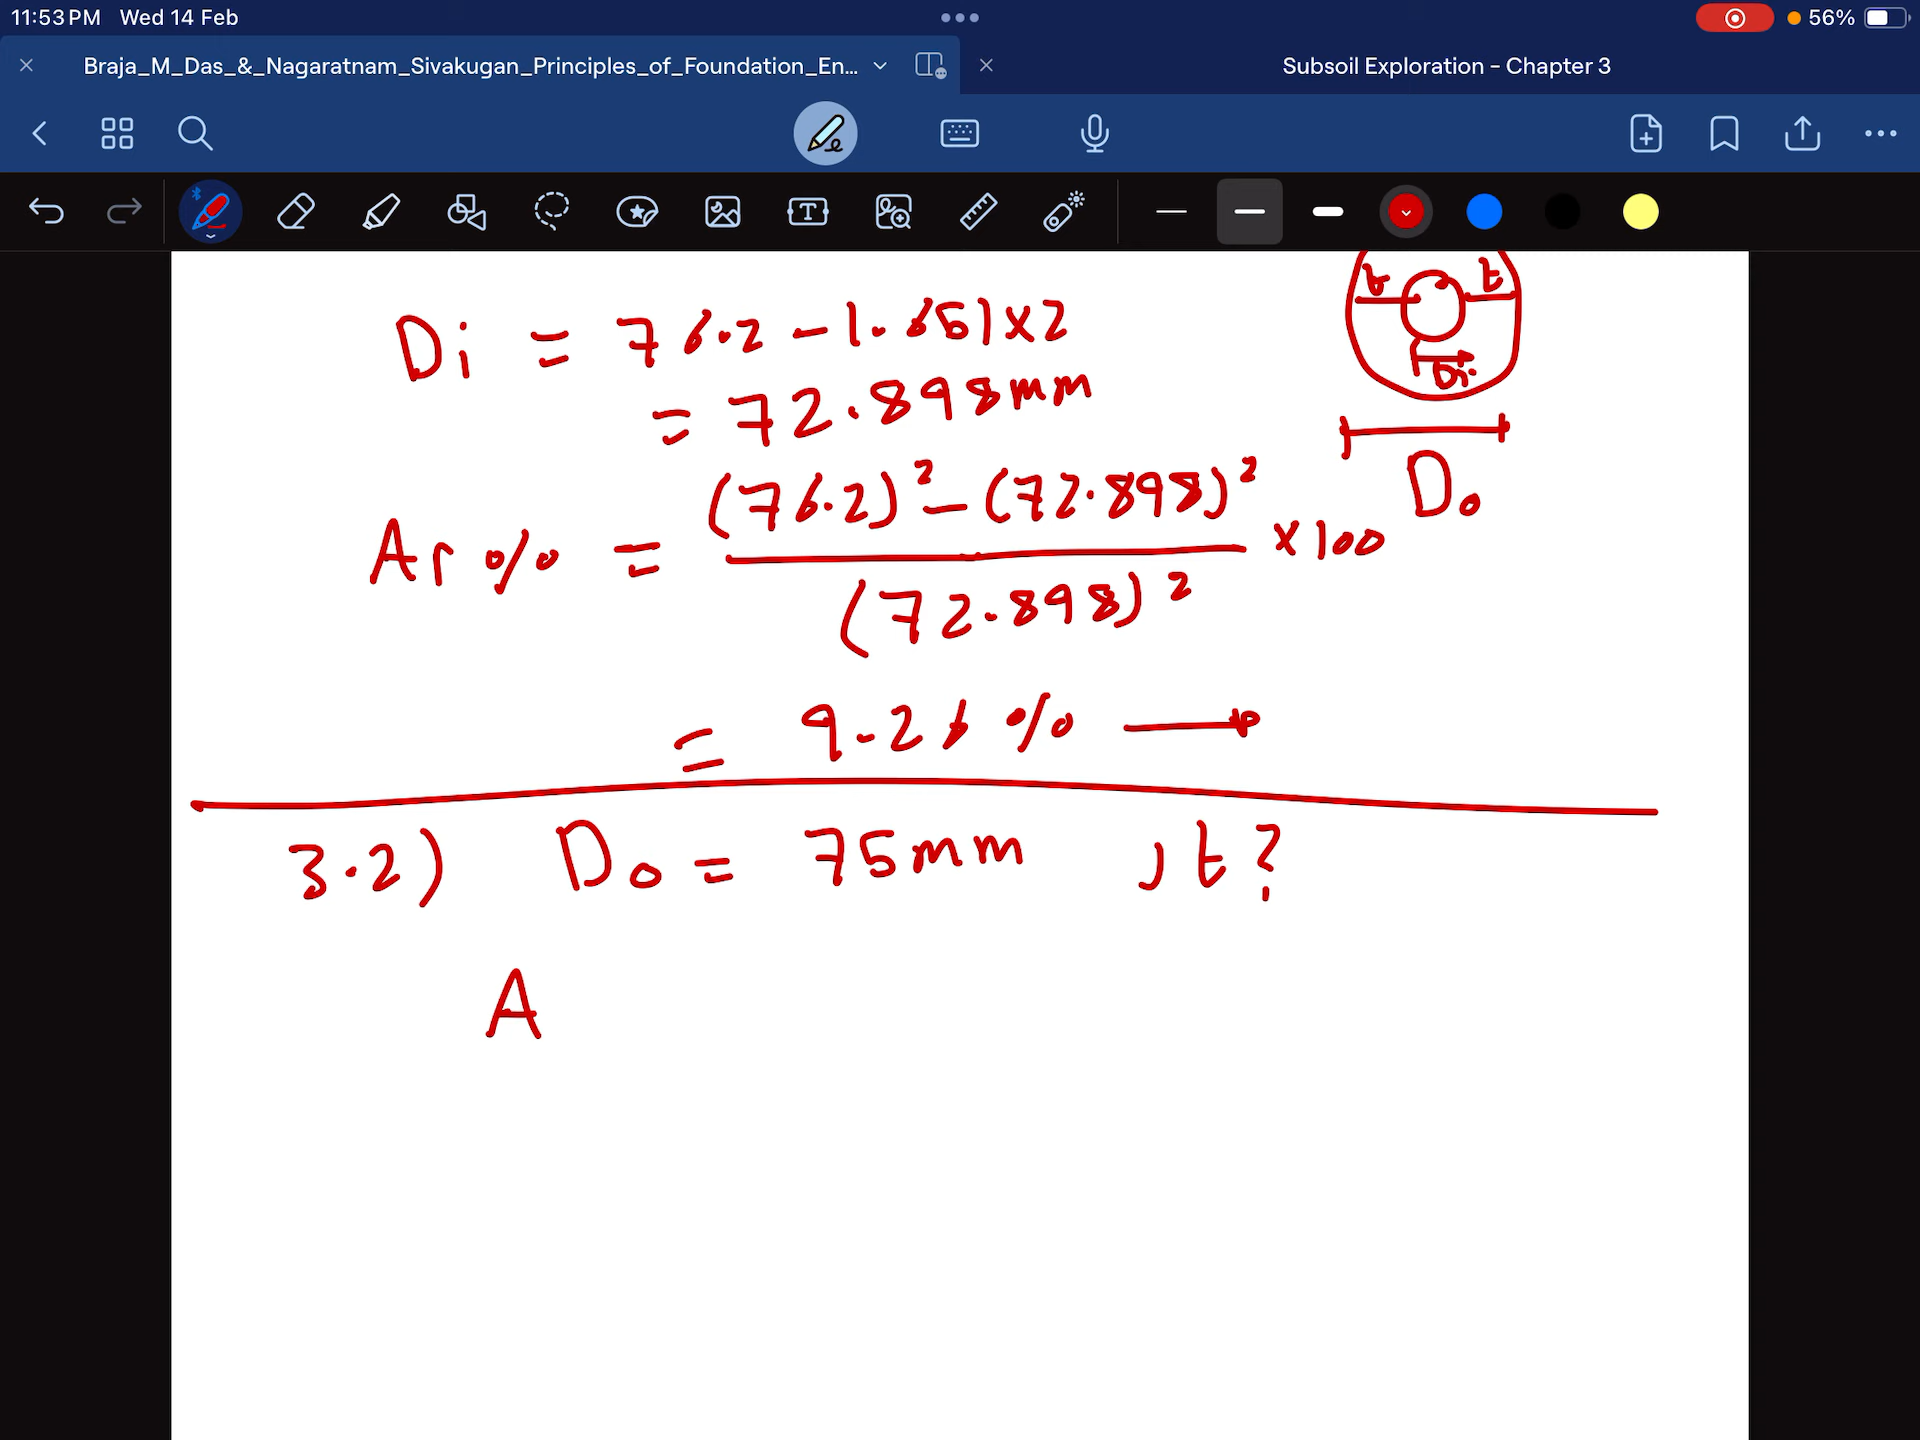 11:53 PM Wed 14 Feb
56%
Braja_M_Das_&_Nagaratnam_Sivakugan_Principles_of_Foundation_En...
Subsoil Exploration - Chapter 3
t t
Di = 76.2 - 1.651 x 2
Di
= 72.898mm
Do
Ar % = (76.2)² - (72.898)² / (72.898)² x 100
= 9.26 % →
3.2) Do = 75mm , t ?
A